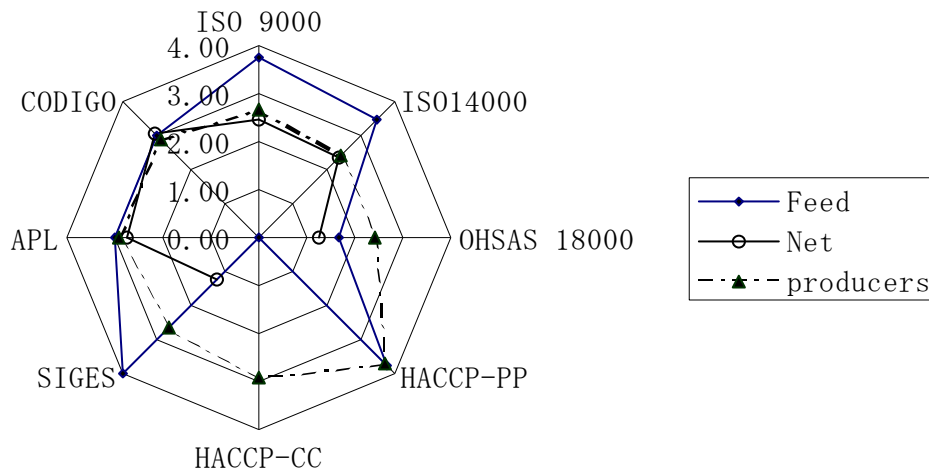 ISO 9000
4.00
3.00
2.00
1.00
0.00
CODIGO
ISO14000
APL
OHSAS 18000
SIGES
HACCP-PP
HACCP-CC
Feed
Net
producers